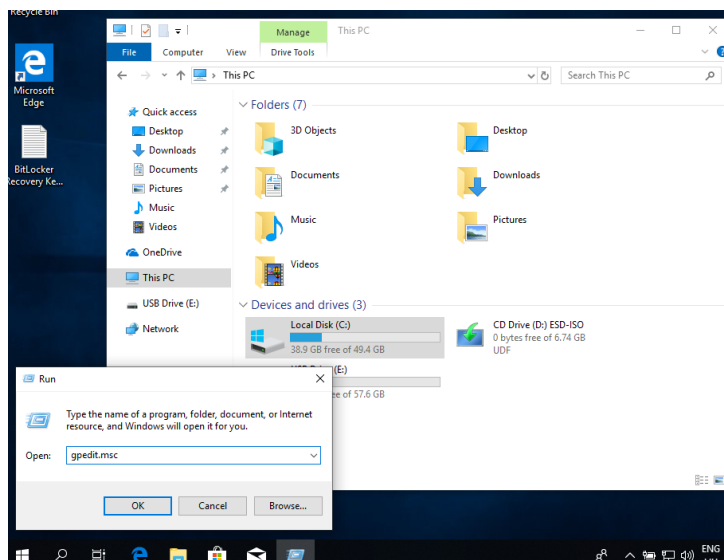 Recycle Bin
Microsoft
Edge
BitLocker
Recovery Ke...
Manage
This PC
File
Computer
View
Drive Tools
This PC
Search This PC
Quick access
Desktop
Downloads
Documents
Pictures
Music
Videos
OneDrive
This PC
USB Drive (E:)
Network
Folders (7)
3D Objects
Desktop
Documents
Downloads
Music
Pictures
Videos
Devices and drives (3)
Local Disk (C:)
38.9 GB free of 49.4 GB
CD Drive (D:) ESD-ISO
0 bytes free of 6.74 GB
UDF
(E:)
of 57.6 GB
Run
Type the name of a program, folder, document, or Internet
resource, and Windows will open it for you.
Open:
gpedit.msc
OK
Cancel
Browse...
ENG